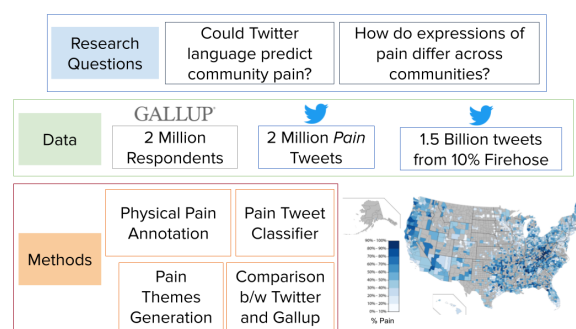 Research
Questions
Could Twitter
language predict
community pain?
How do expressions of
pain differ across
communities?
Data
GALLUP®
2 Million
Respondents
2 Million Pain
Tweets
1.5 Billion tweets
from 10% Firehose
Methods
Physical Pain
Annotation
Pain Tweet
Classifier
Pain
Themes
Generation
Comparison
b/w Twitter
and Gallup
% Pain